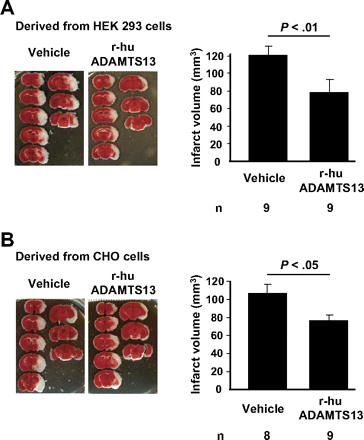 A
Derived from HEK 293 cells
Vehicle
r-hu
ADAMTS13
P < .01
Infarct volume (mm3)
120
100
80
60
40
20
0
Vehicle
r-hu
ADAMTS13
n 9 9
B
Derived from CHO cells
Vehicle
r-hu
ADAMTS13
P < .05
Infarct volume (mm3)
120
100
80
60
40
20
0
Vehicle
r-hu
ADAMTS13
n 8 9